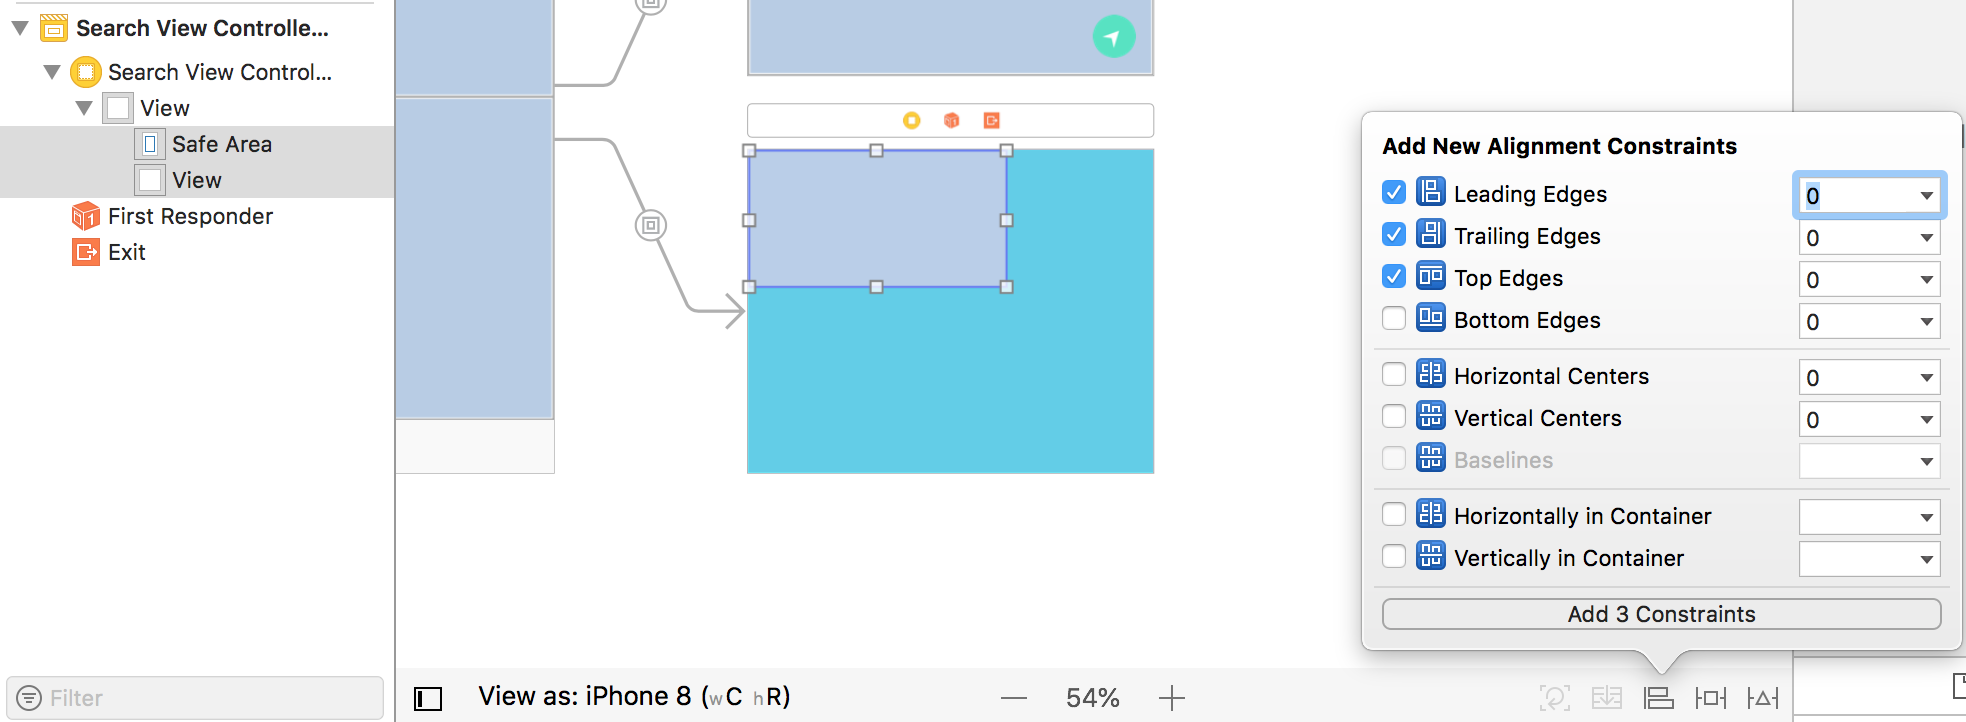 Search View Controlle...
Search View Control...
View
Safe Area
View
First Responder
Exit
Filter
View as: iPhone 8 (wC hR)
54%
Add New Alignment Constraints
Leading Edges 0
Trailing Edges 0
Top Edges 0
Bottom Edges 0
Horizontal Centers 0
Vertical Centers 0
Baselines
Horizontally in Container
Vertically in Container
Add 3 Constraints